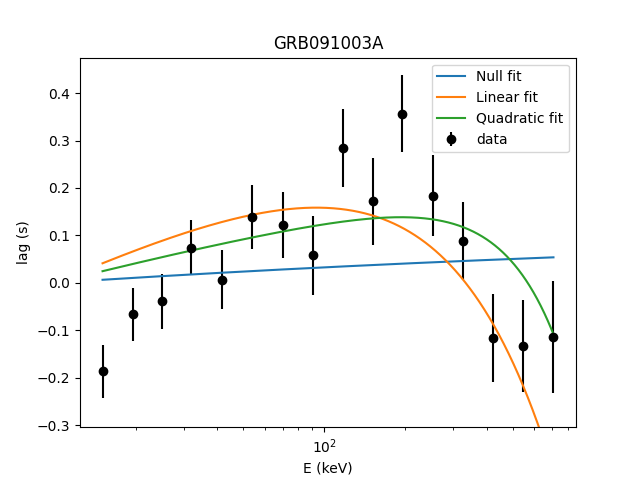 GRB091003A
Null fit
Linear fit
Quadratic fit
data
lag (s)
0.4
0.3
0.2
0.1
0.0
−0.1
−0.2
−0.3
10²
E (keV)